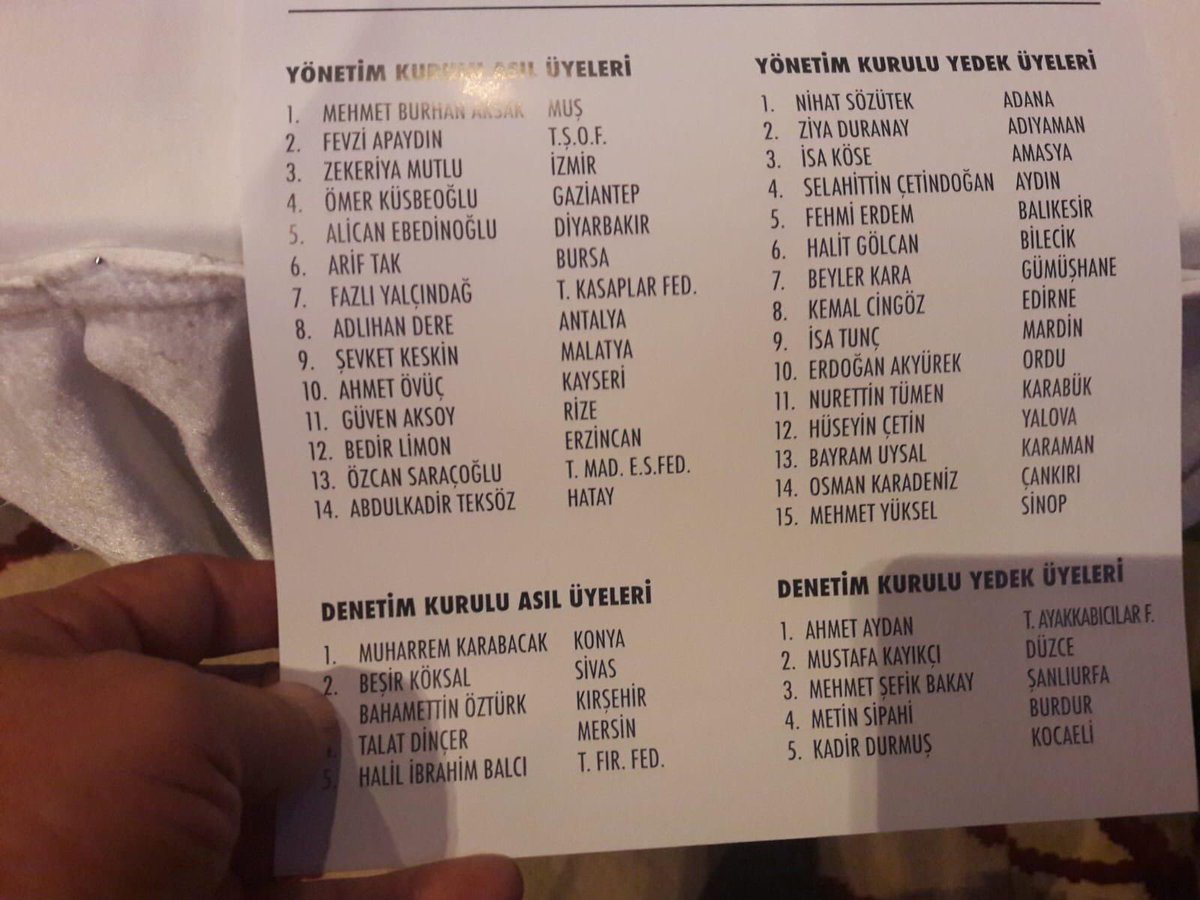 YÖNETİM KURULU ASIL ÜYELERİ
1. MEHMET BURHAN AKSAK MUŞ
2. FEVZİ APAYDIN T.Ş.O.F.
3. ZEKERİYA MUTLU İZMİR
4. ÖMER KÜSBEOĞLU GAZİANTEP
5. ALİCAN EBEDİNOĞLU DİYARBAKIR
6. ARİF TAK BURSA
7. FAZLI YALÇINDAĞ T. KASAPLAR FED.
8. ADLIHAN DERE ANTALYA
9. ŞEVKET KESKİN MALATYA
10. AHMET ÖVÜÇ KAYSERİ
11. GÜVEN AKSOY RİZE
12. BEDİR LİMON ERZİNCAN
13. ÖZCAN SARAÇOĞLU T. MAD. E.S.FED.
14. ABDULKADİR TEKSÖZ HATAY
YÖNETİM KURULU YEDEK ÜYELERİ
1. NİHAT SÖZÜTEK ADANA
2. ZİYA DURANAY ADIYAMAN
3. İSA KÖSE AMASYA
4. SELAHİTTİN ÇETİNDOĞAN AYDIN
5. FEHMİ ERDEM BALIKESİR
6. HALİT GÖLCAN BİLECİK
7. BEYLER KARA GÜMÜŞHANE
8. KEMAL CİNGÖZ EDİRNE
9. İSA TUNÇ MARDİN
10. ERDOĞAN AKYÜREK ORDU
11. NURETTİN TÜMEN KARABÜK
12. HÜSEYİN ÇETİN YALOVA
13. BAYRAM UYSAL KARAMAN
14. OSMAN KARADENİZ ÇANKIRI
15. MEHMET YÜKSEL SİNOP
DENETİM KURULU ASIL ÜYELERİ
1. MUHARREM KARABACAK KONYA
2. BEŞİR KÖKSAL SİVAS
BAHAMETTİN ÖZTÜRK KIRŞEHİR
TALAT DİNÇER MERSİN
5. HALİL İBRAHİM BALCI T. FIR. FED.
DENETİM KURULU YEDEK ÜYELERİ
1. AHMET AYDAN T. AYAKKABICILAR F.
2. MUSTAFA KAYIKÇI DÜZCE
3. MEHMET ŞEFİK BAKAY ŞANLIURFA
4. METİN SİPAHİ BURDUR
5. KADİR DURMUŞ KOCAELİ